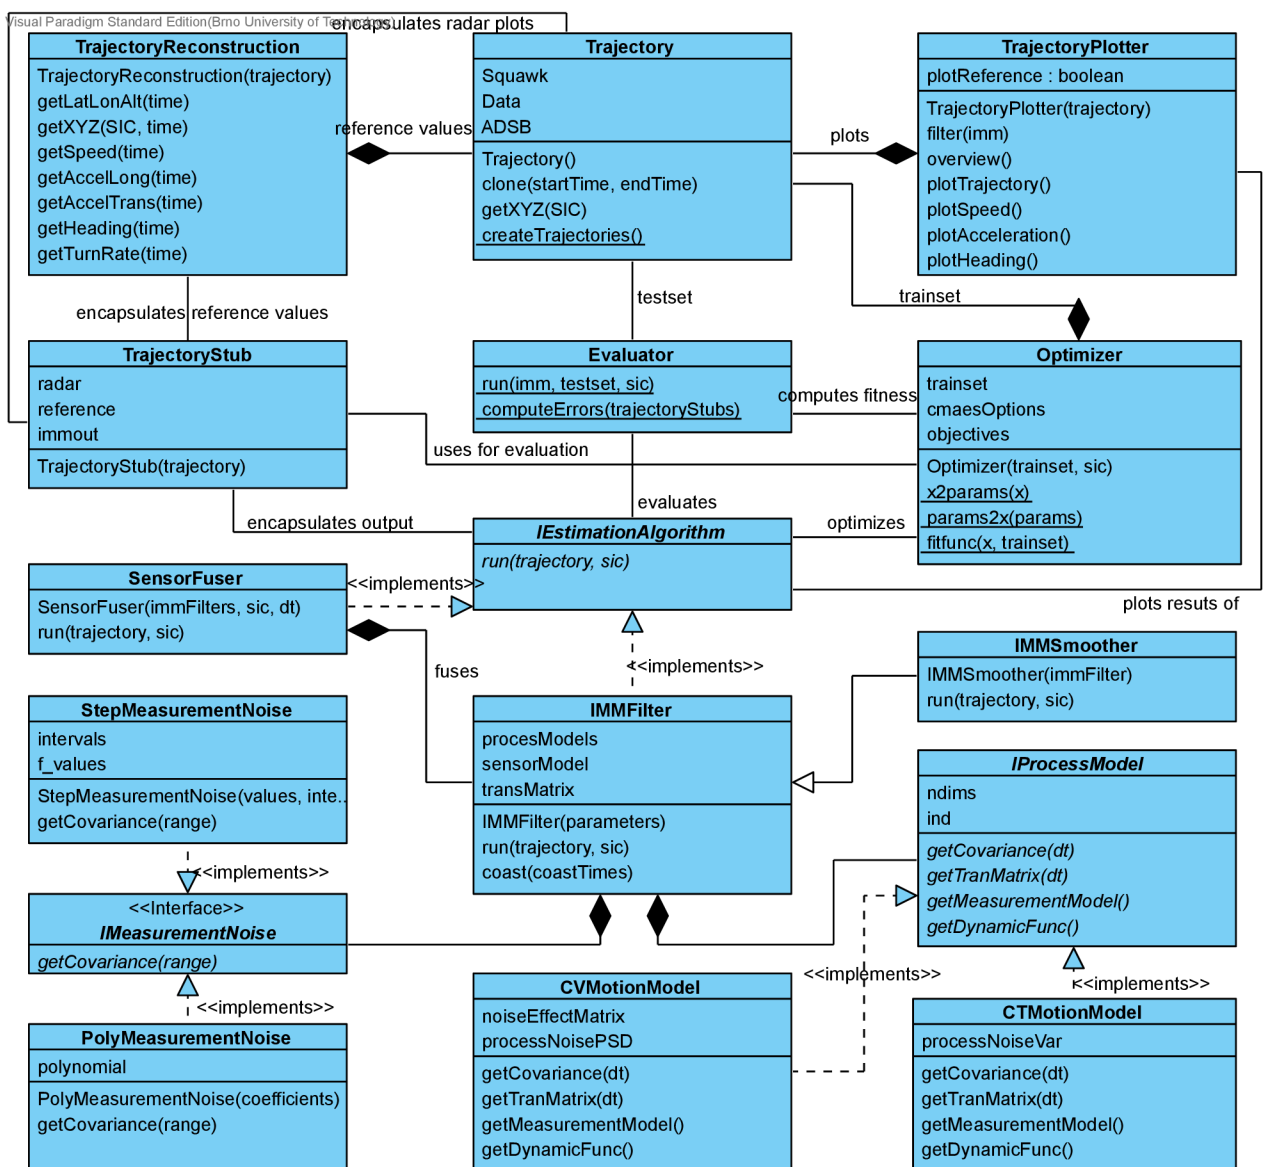 Visual Paradigm Standard Edition(Brno University of Technology)
encapsulates radar plots
TrajectoryReconstruction
TrajectoryReconstruction(trajectory)
getLatLonAlt(time)
getXYZ(SIC, time)
getSpeed(time)
getAccelLong(time)
getAccelTrans(time)
getHeading(time)
getTurnRate(time)
reference values
Trajectory
Squawk
Data
ADSB
Trajectory()
clone(startTime, endTime)
getXYZ(SIC)
createTrajectories()
plots
TrajectoryPlotter
plotReference : boolean
TrajectoryPlotter(trajectory)
filter(imm)
overview()
plotTrajectory()
plotSpeed()
plotAcceleration()
plotHeading()
encapsulates reference values
testset
trainset
TrajectoryStub
radar
reference
immout
TrajectoryStub(trajectory)
Evaluator
run(imm, testset, sic)
computeErrors(trajectoryStubs)
computes fitness
Optimizer
trainset
cmaesOptions
objectives
Optimizer(trainset, sic)
x2params(x)
params2x(params)
fitfunc(x, trainset)
uses for evaluation
encapsulates output
evaluates
optimizes
IEstimationAlgorithm
run(trajectory, sic)
SensorFuser
SensorFuser(immFilters, sic, dt)
run(trajectory, sic)
<<implements>>
plots resuts of
<<implements>>
fuses
IMMSmoother
IMMSmoother(immFilter)
run(trajectory, sic)
StepMeasurementNoise
intervals
f_values
StepMeasurementNoise(values, inte..
getCovariance(range)
IMMFilter
procesModels
sensorModel
transMatrix
IMMFilter(parameters)
run(trajectory, sic)
coast(coastTimes)
IProcessModel
ndims
ind
getCovariance(dt)
getTranMatrix(dt)
getMeasurementModel()
getDynamicFunc()
<<implements>>
<<Interface>>
IMeasurementNoise
getCovariance(range)
<<implements>>
<<implements>>
<<implements>>
PolyMeasurementNoise
polynomial
PolyMeasurementNoise(coefficients)
getCovariance(range)
CVMotionModel
noiseEffectMatrix
processNoisePSD
getCovariance(dt)
getTranMatrix(dt)
getMeasurementModel()
getDynamicFunc()
CTMotionModel
processNoiseVar
getCovariance(dt)
getTranMatrix(dt)
getMeasurementModel()
getDynamicFunc()